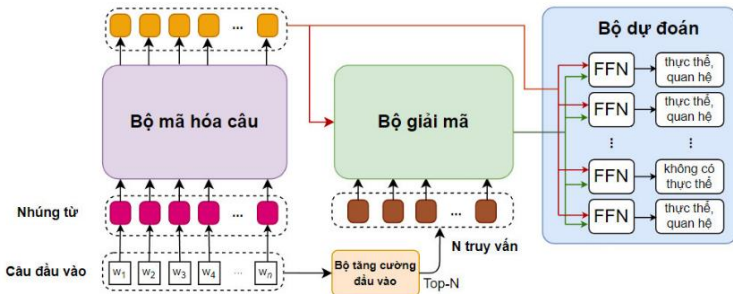 Bộ dự đoán
...
Bộ mã hóa câu
Bộ giải mã
FFN
thực thể,
quan hệ
FFN
thực thể,
quan hệ
FFN
không có
thực thể
FFN
thực thể,
quan hệ
Nhúng từ
...
...
N truy vấn
Câu đầu vào
w1
w2
w3
w4
...
wn
Bộ tăng cường
đầu vào
Top-N